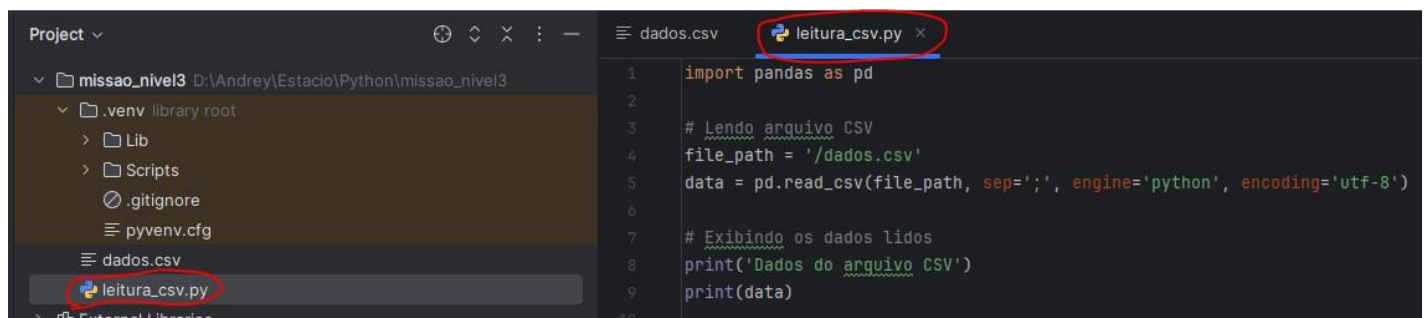 Project
missao_nivel3 D:\Andrey\Estacio\Python\missao_nivel3
.venv library root
Lib
Scripts
.gitignore
pyvenv.cfg
dados.csv
leitura_csv.py
External Libraries
dados.csv leitura_csv.py
1 import pandas as pd
2
3 # Lendo arquivo CSV
4 file_path = '/dados.csv'
5 data = pd.read_csv(file_path, sep=';', engine='python', encoding='utf-8')
6
7 # Exibindo os dados lidos
8 print('Dados do arquivo CSV')
9 print(data)
10